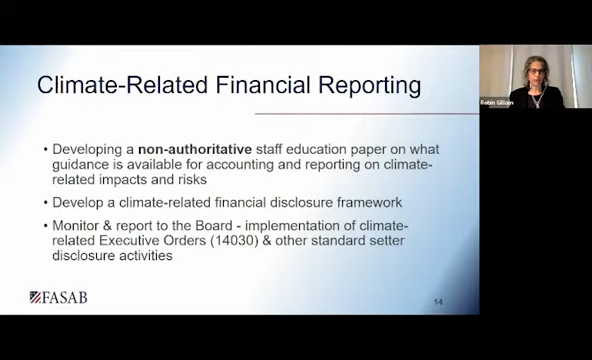 Climate-Related Financial Reporting
• Developing a non-authoritative staff education paper on what
guidance is available for accounting and reporting on climate-
related impacts and risks
• Develop a climate-related financial disclosure framework
• Monitor & report to the Board - implementation of climate-
related Executive Orders (14030) & other standard setter
disclosure activities
FASAB
14
Robin Gilliam